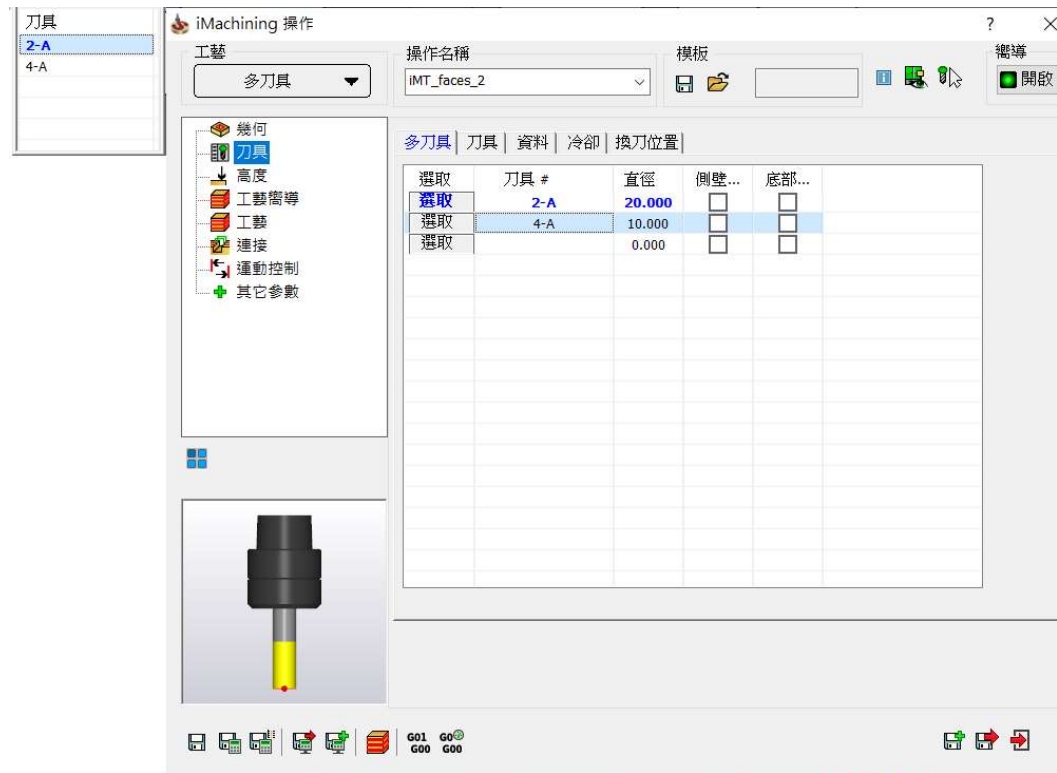 刀具
2-A
4-A
iMachining 操作
?
工藝
多刀具
操作名稱
iMT_faces_2
模板
嚮導
開啟
幾何
刀具
高度
工藝嚮導
工藝
連接
運動控制
其它參數
多刀具 刀具 資料 冷卻 換刀位置
選取 刀具 # 直徑 側壁... 底部...
選取 2-A 20.000
選取 4-A 10.000
選取 0.000
G01 G0
G00 G00